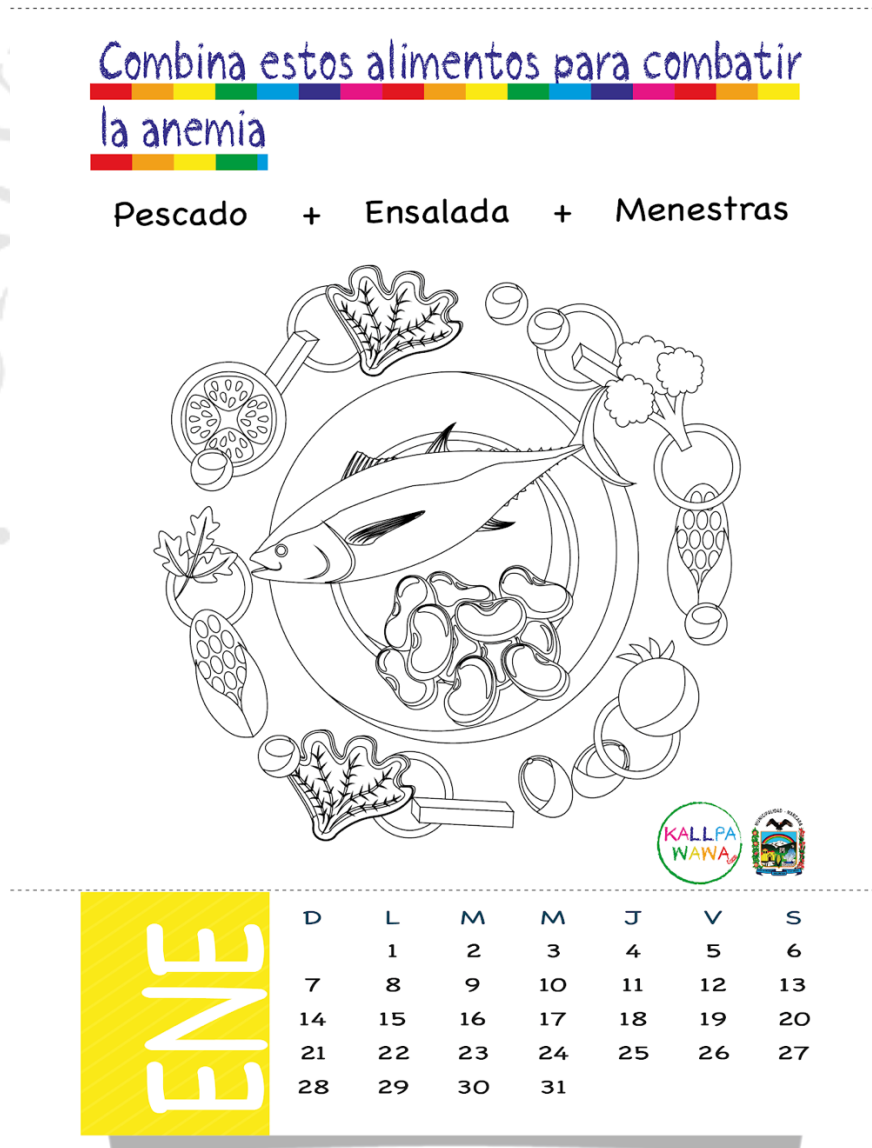 Combina estos alimentos para combatir
la anemia
Pescado + Ensalada + Menestras
KALLPA
WAWA
ENE
D L M M J V S
1 2 3 4 5 6
7 8 9 10 11 12 13
14 15 16 17 18 19 20
21 22 23 24 25 26 27
28 29 30 31